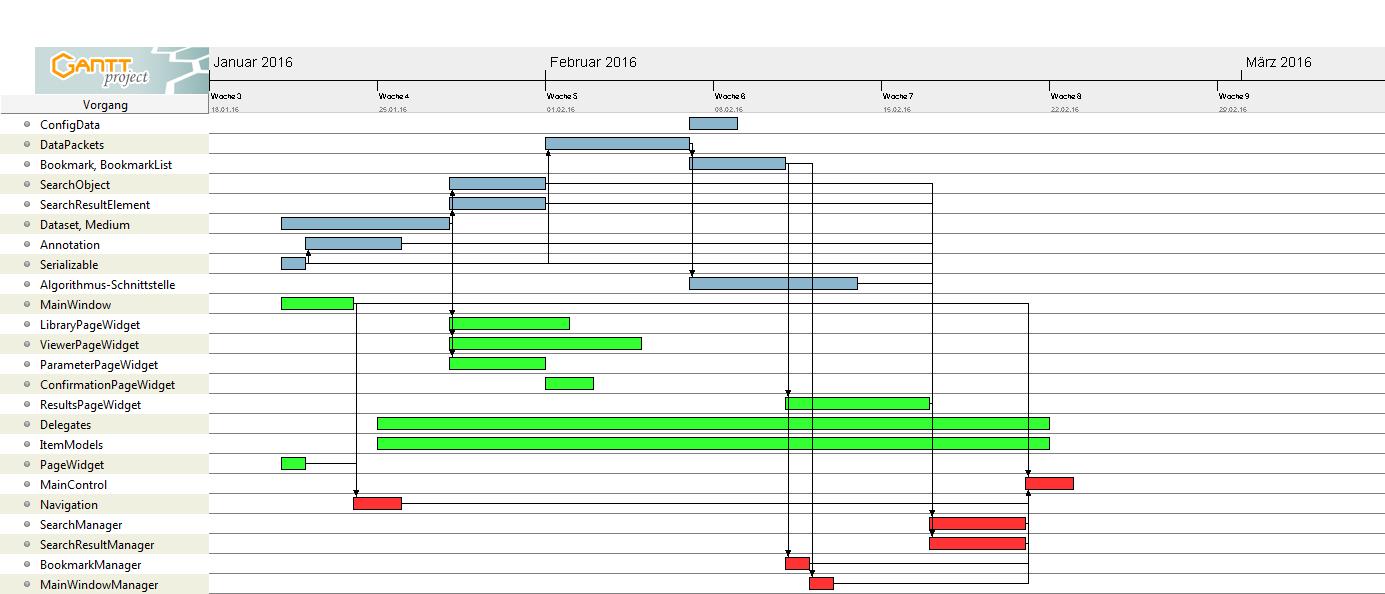 GANTT
project
Januar 2016
Februar 2016
März 2016
Vorgang
Woche 3
Woche 4
Woche 5
Woche 6
Woche 7
Woche 8
Woche 9
18.01.16
25.01.16
01.02.16
08.02.16
15.02.16
22.02.16
29.02.16
ConfigData
DataPackets
Bookmark, BookmarkList
SearchObject
SearchResultElement
Dataset, Medium
Annotation
Serializable
Algorithmus-Schnittstelle
MainWindow
LibraryPageWidget
ViewerPageWidget
ParameterPageWidget
ConfirmationPageWidget
ResultsPageWidget
Delegates
ItemModels
PageWidget
MainControl
Navigation
SearchManager
SearchResultManager
BookmarkManager
MainWindowManager